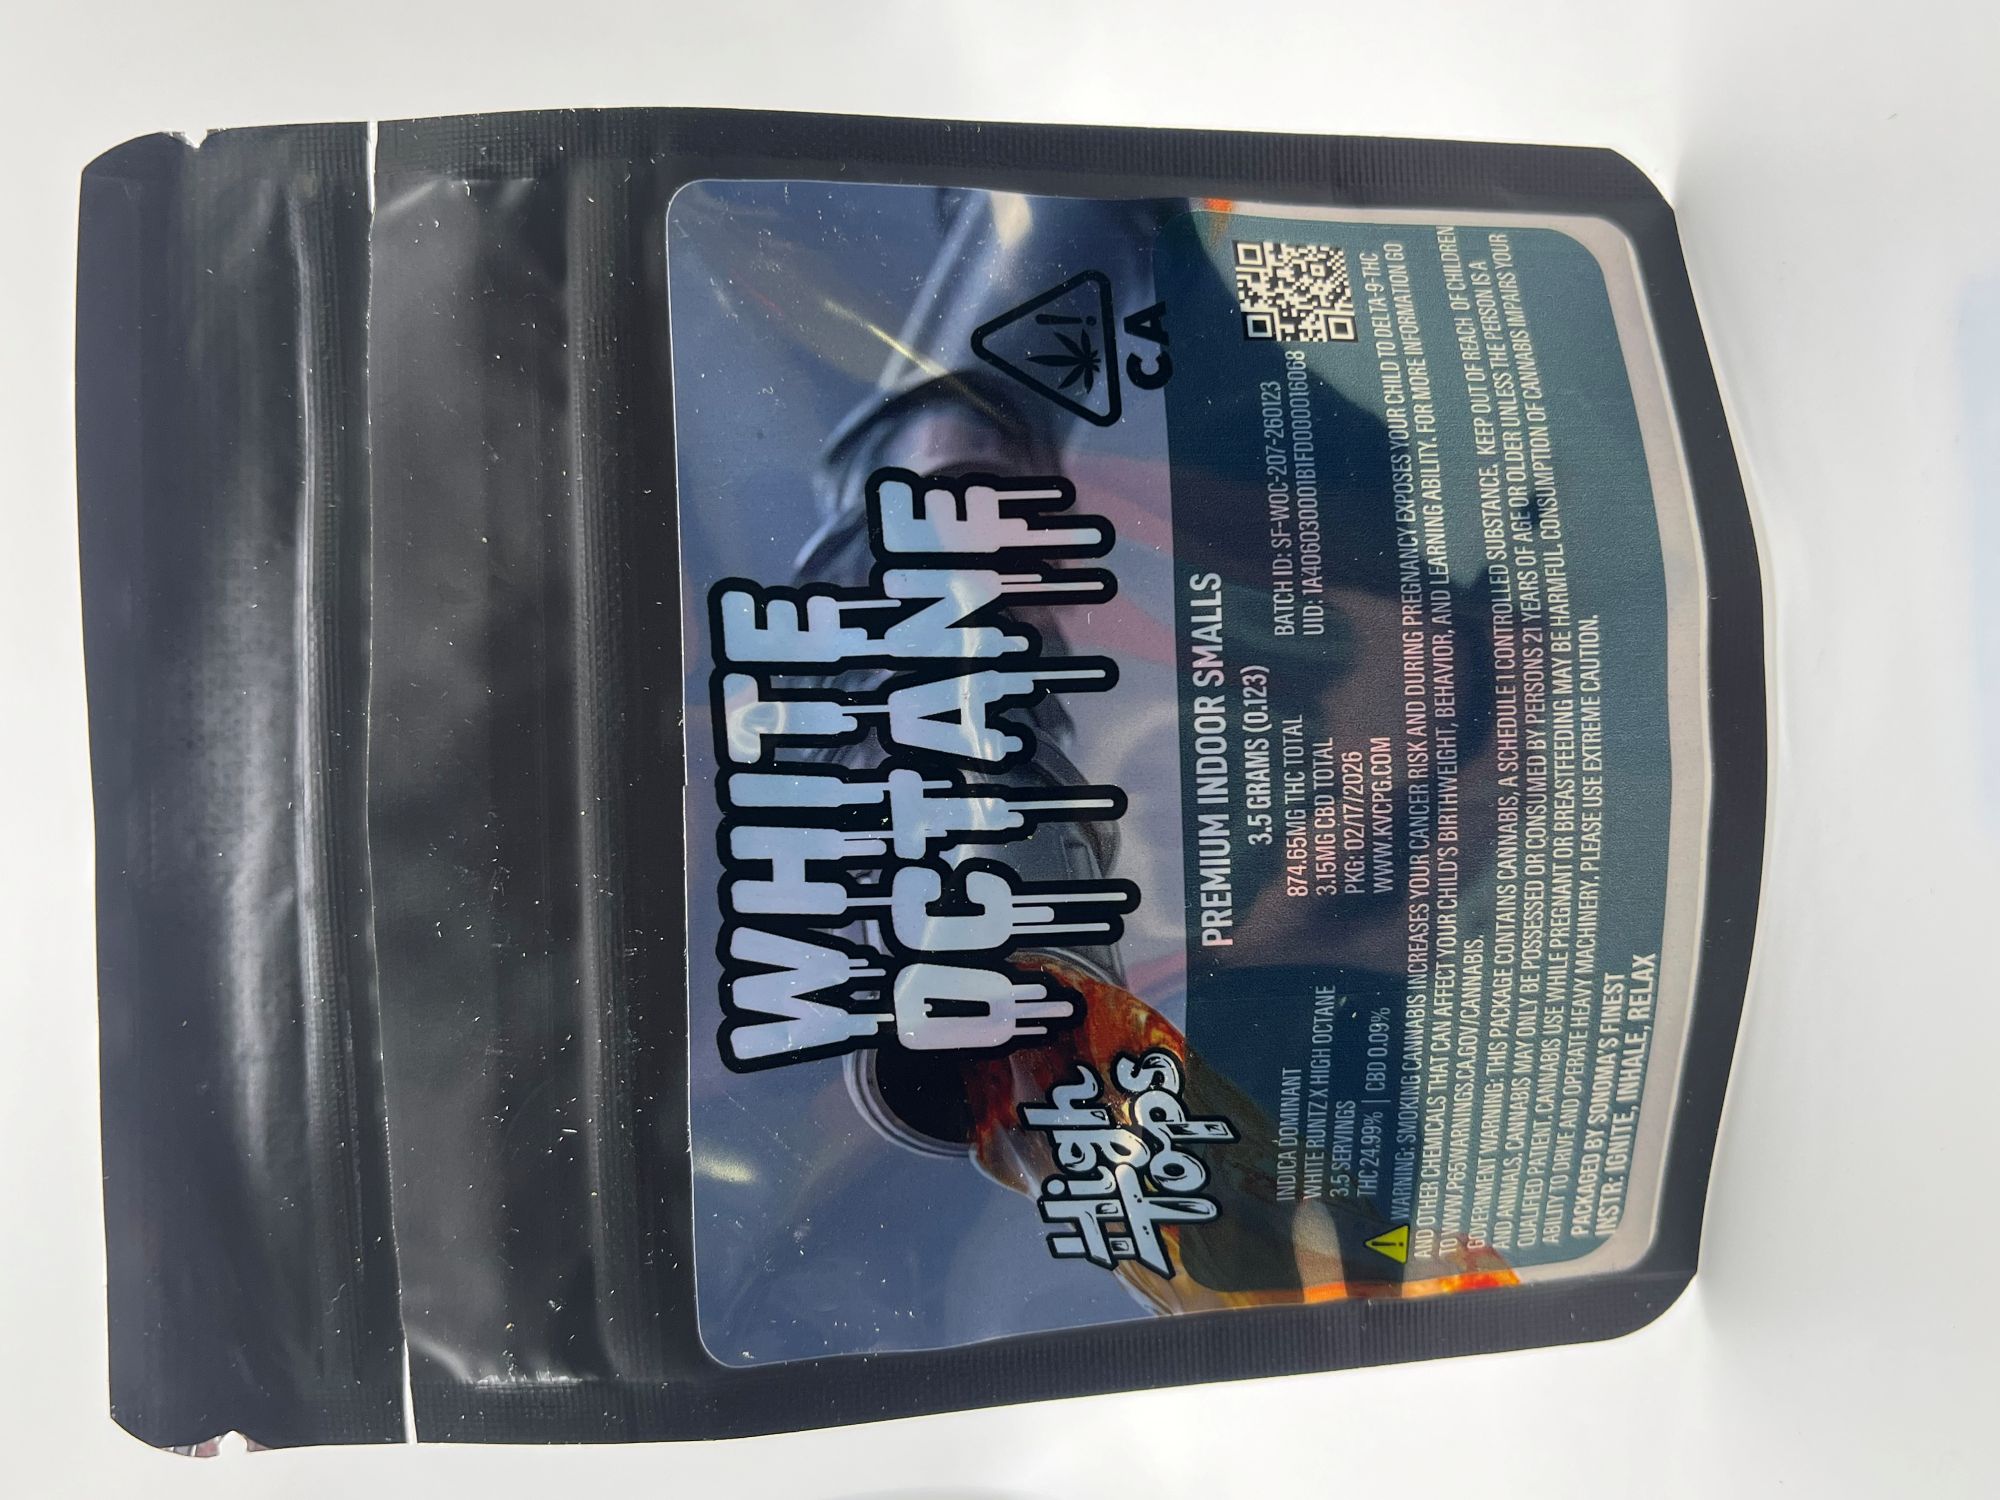 WHITE
OCTANE
High
Tops
CA
PREMIUM INDOOR SMALLS
3.5 GRAMS (0.123)
INDICA DOMINANT
WHITE RUNTZ X HIGH OCTANE
3.5 SERVINGS
THC 24.99% | CBD 0.09%
874.65MG THC TOTAL
3.15MG CBD TOTAL
PKG: 02/17/2026
WWW.KVCPG.COM
BATCH ID: SF-WOC-207-260123
UID: 1A406030001B1FD000016068
WARNING: SMOKING CANNABIS INCREASES YOUR CANCER RISK AND DURING PREGNANCY EXPOSES YOUR CHILD TO DELTA-9-THC
AND OTHER CHEMICALS THAT CAN AFFECT YOUR CHILD'S BIRTHWEIGHT, BEHAVIOR, AND LEARNING ABILITY. FOR MORE INFORMATION GO
TO WWW.P65WARNINGS.CA.GOV/CANNABIS.
GOVERNMENT WARNING: THIS PACKAGE CONTAINS CANNABIS, A SCHEDULE 1 CONTROLLED SUBSTANCE. KEEP OUT OF REACH OF CHILDREN
AND ANIMALS. CANNABIS MAY ONLY BE POSSESSED OR CONSUMED BY PERSONS 21 YEARS OF AGE OR OLDER UNLESS THE PERSON IS A
QUALIFIED PATIENT. CANNABIS USE WHILE PREGNANT OR BREASTFEEDING MAY BE HARMFUL. CONSUMPTION OF CANNABIS IMPAIRS YOUR
ABILITY TO DRIVE AND OPERATE HEAVY MACHINERY. PLEASE USE EXTREME CAUTION.
PACKAGED BY SONOMA'S FINEST
INSTR: IGNITE, INHALE, RELAX